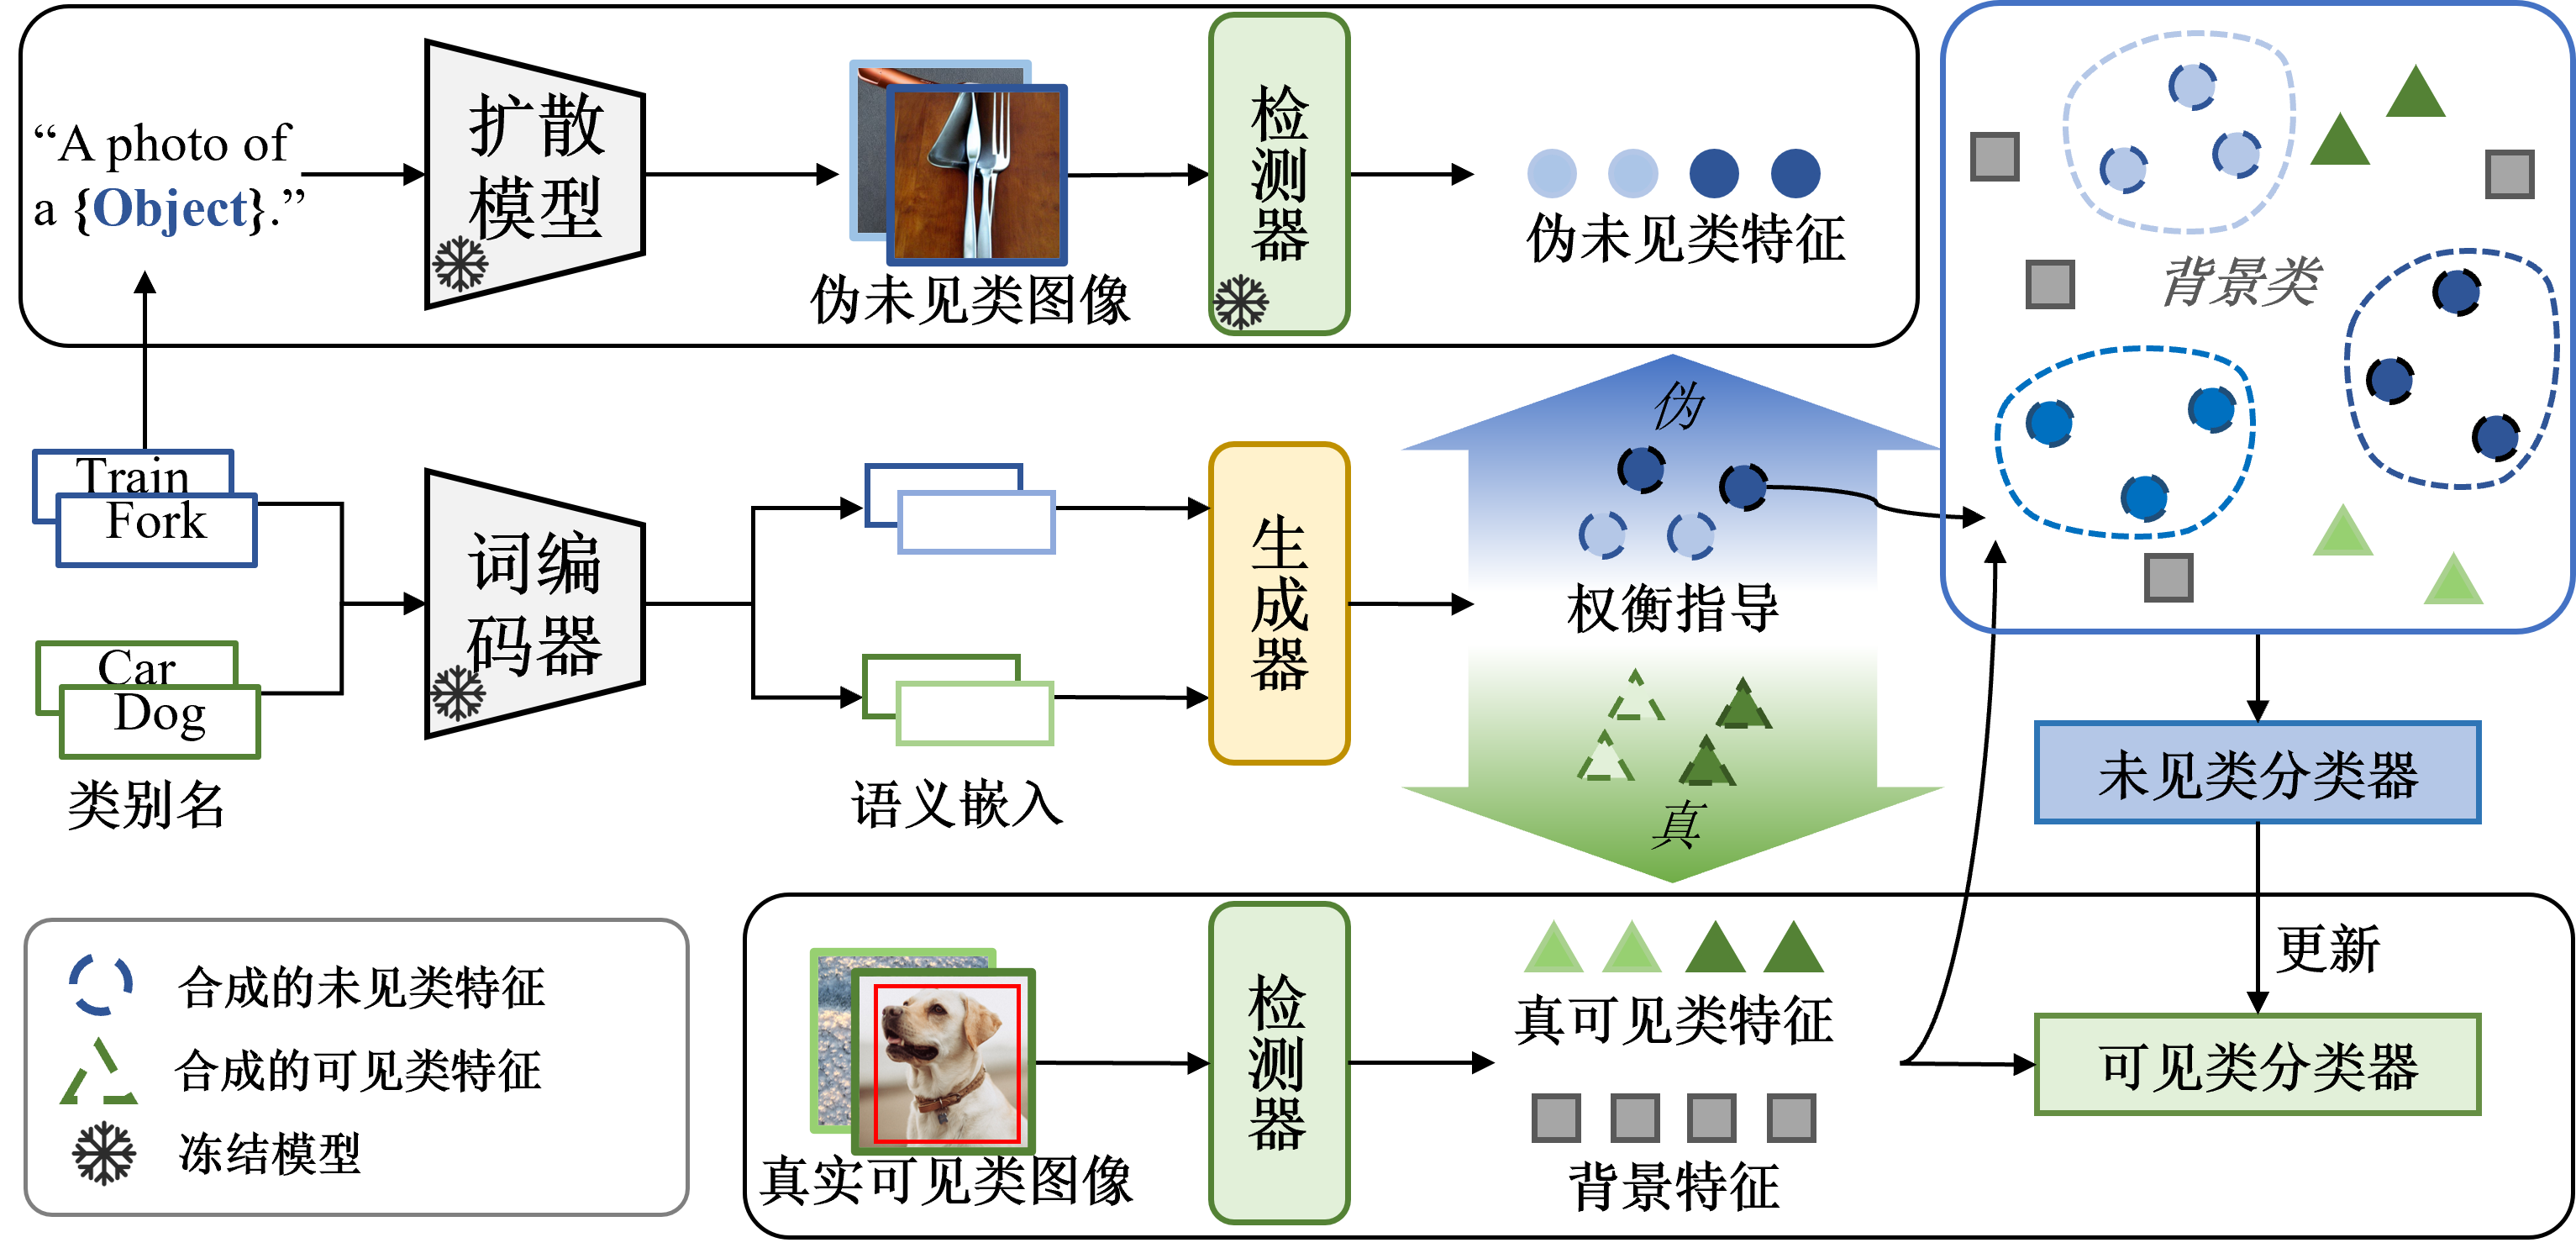 “A photo of
a {Object}.”
扩散
模型
伪未见类图像
检测器
伪未见类特征
背景类
Train
Fork
Car
Dog
类别名
词编
码器
语义嵌入
生成器
伪
权衡指导
真
未见类分类器
更新
可见类分类器
合成的未见类特征
合成的可见类特征
冻结模型
真实可见类图像
检测器
真可见类特征
背景特征